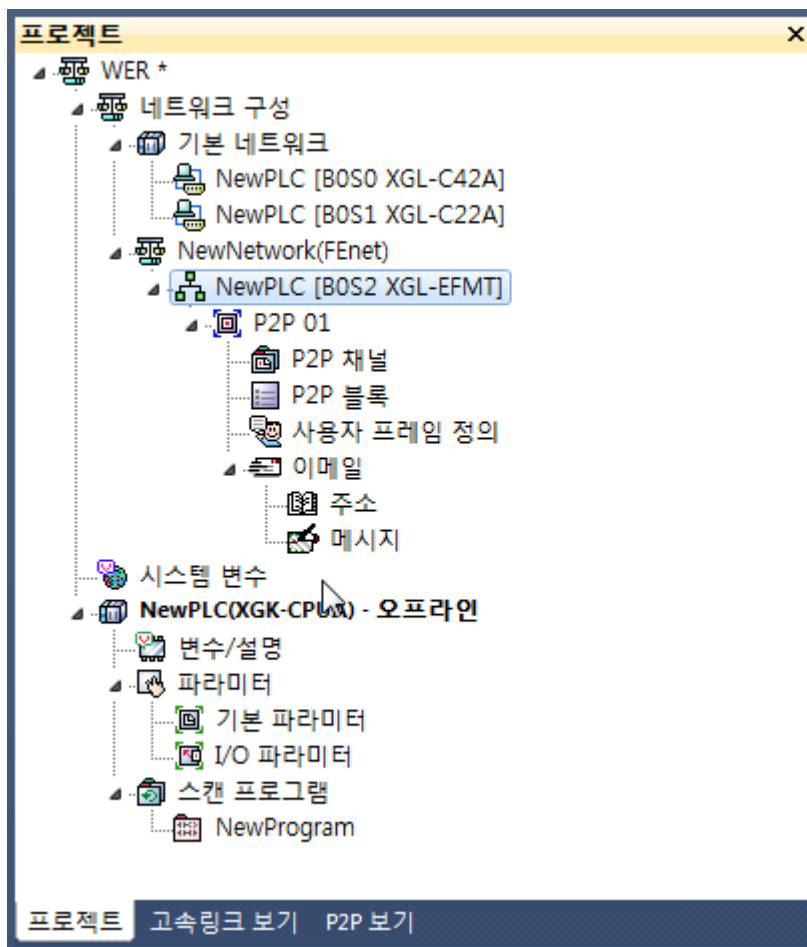 프로젝트
WER *
네트워크 구성
기본 네트워크
NewPLC [B0S0 XGL-C42A]
NewPLC [B0S1 XGL-C22A]
NewNetwork(FEnet)
NewPLC [B0S2 XGL-EFMT]
P2P 01
P2P 채널
P2P 블록
사용자 프레임 정의
이메일
주소
메시지
시스템 변수
NewPLC(XGK-CPUA) - 오프라인
변수/설명
파라미터
기본 파라미터
I/O 파라미터
스캔 프로그램
NewProgram
프로젝트 고속링크 보기 P2P 보기